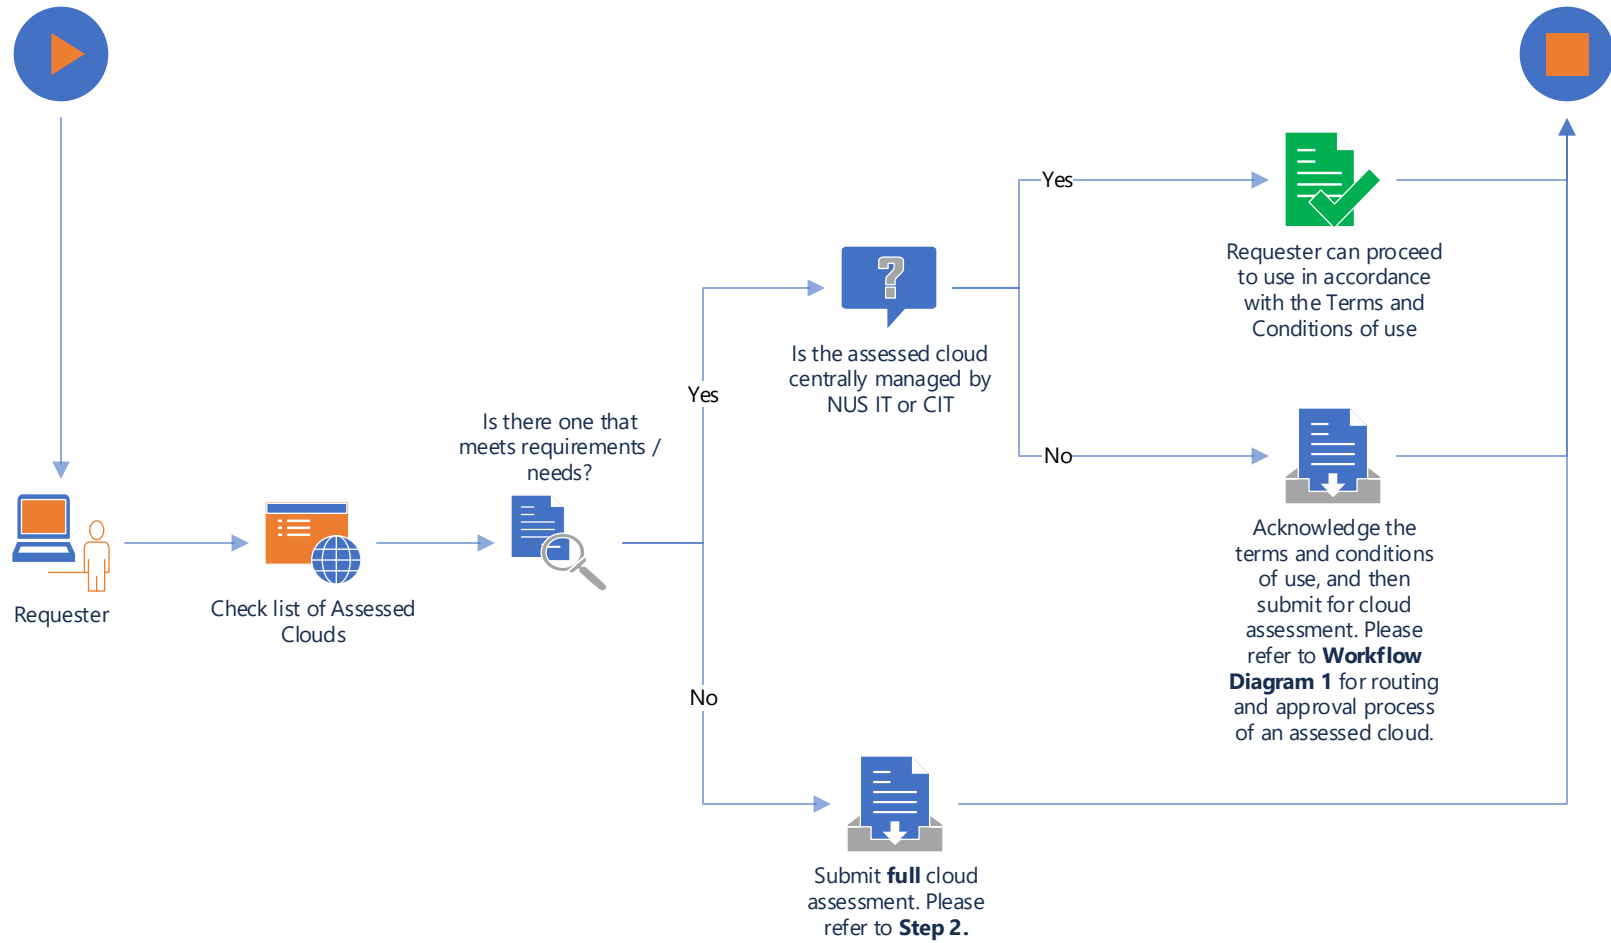 Requester
Check list of Assessed
Clouds
Is there one that
meets requirements /
needs?
Yes
No
Is the assessed cloud
centrally managed by
NUS IT or CIT
Yes
No
Requester can proceed
to use in accordance
with the Terms and
Conditions of use
Acknowledge the
terms and conditions
of use, and then
submit for cloud
assessment. Please
refer to Workflow
Diagram 1 for routing
and approval process
of an assessed cloud.
Submit full cloud
assessment. Please
refer to Step 2.
?